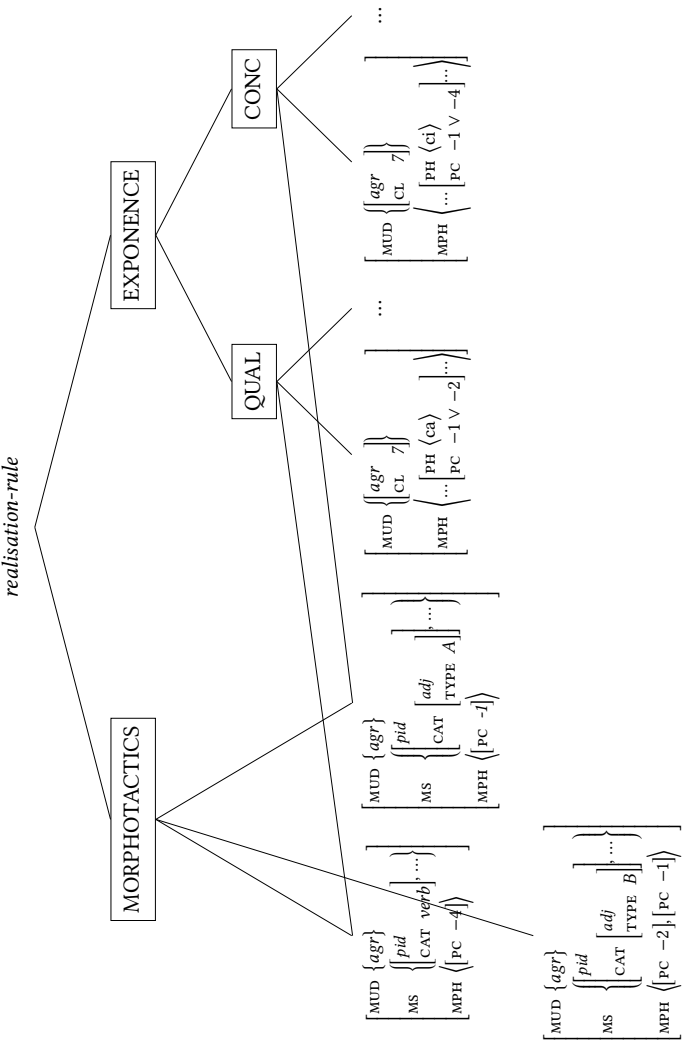 realisation-rule
MORPHOTACTICS
EXPONENCE
QUAL
CONC
MUD {agr}
MS {[pid
CAT verb], ...}
MPH ⟨[PC −4]⟩
MUD {agr}
MS {[pid
CAT [adj
TYPE A]], ...}
MPH ⟨[PC -1]⟩
MUD {[agr
CL 7]}
MPH ⟨... [PH ⟨ca⟩
PC −1 ∨ −2] ...⟩
...
MUD {[agr
CL 7]}
MPH ⟨... [PH ⟨ci⟩
PC −1 ∨ −4] ...⟩
...
MUD {agr}
MS {[pid
CAT [adj
TYPE B]], ...}
MPH ⟨[PC −2], [PC −1]⟩